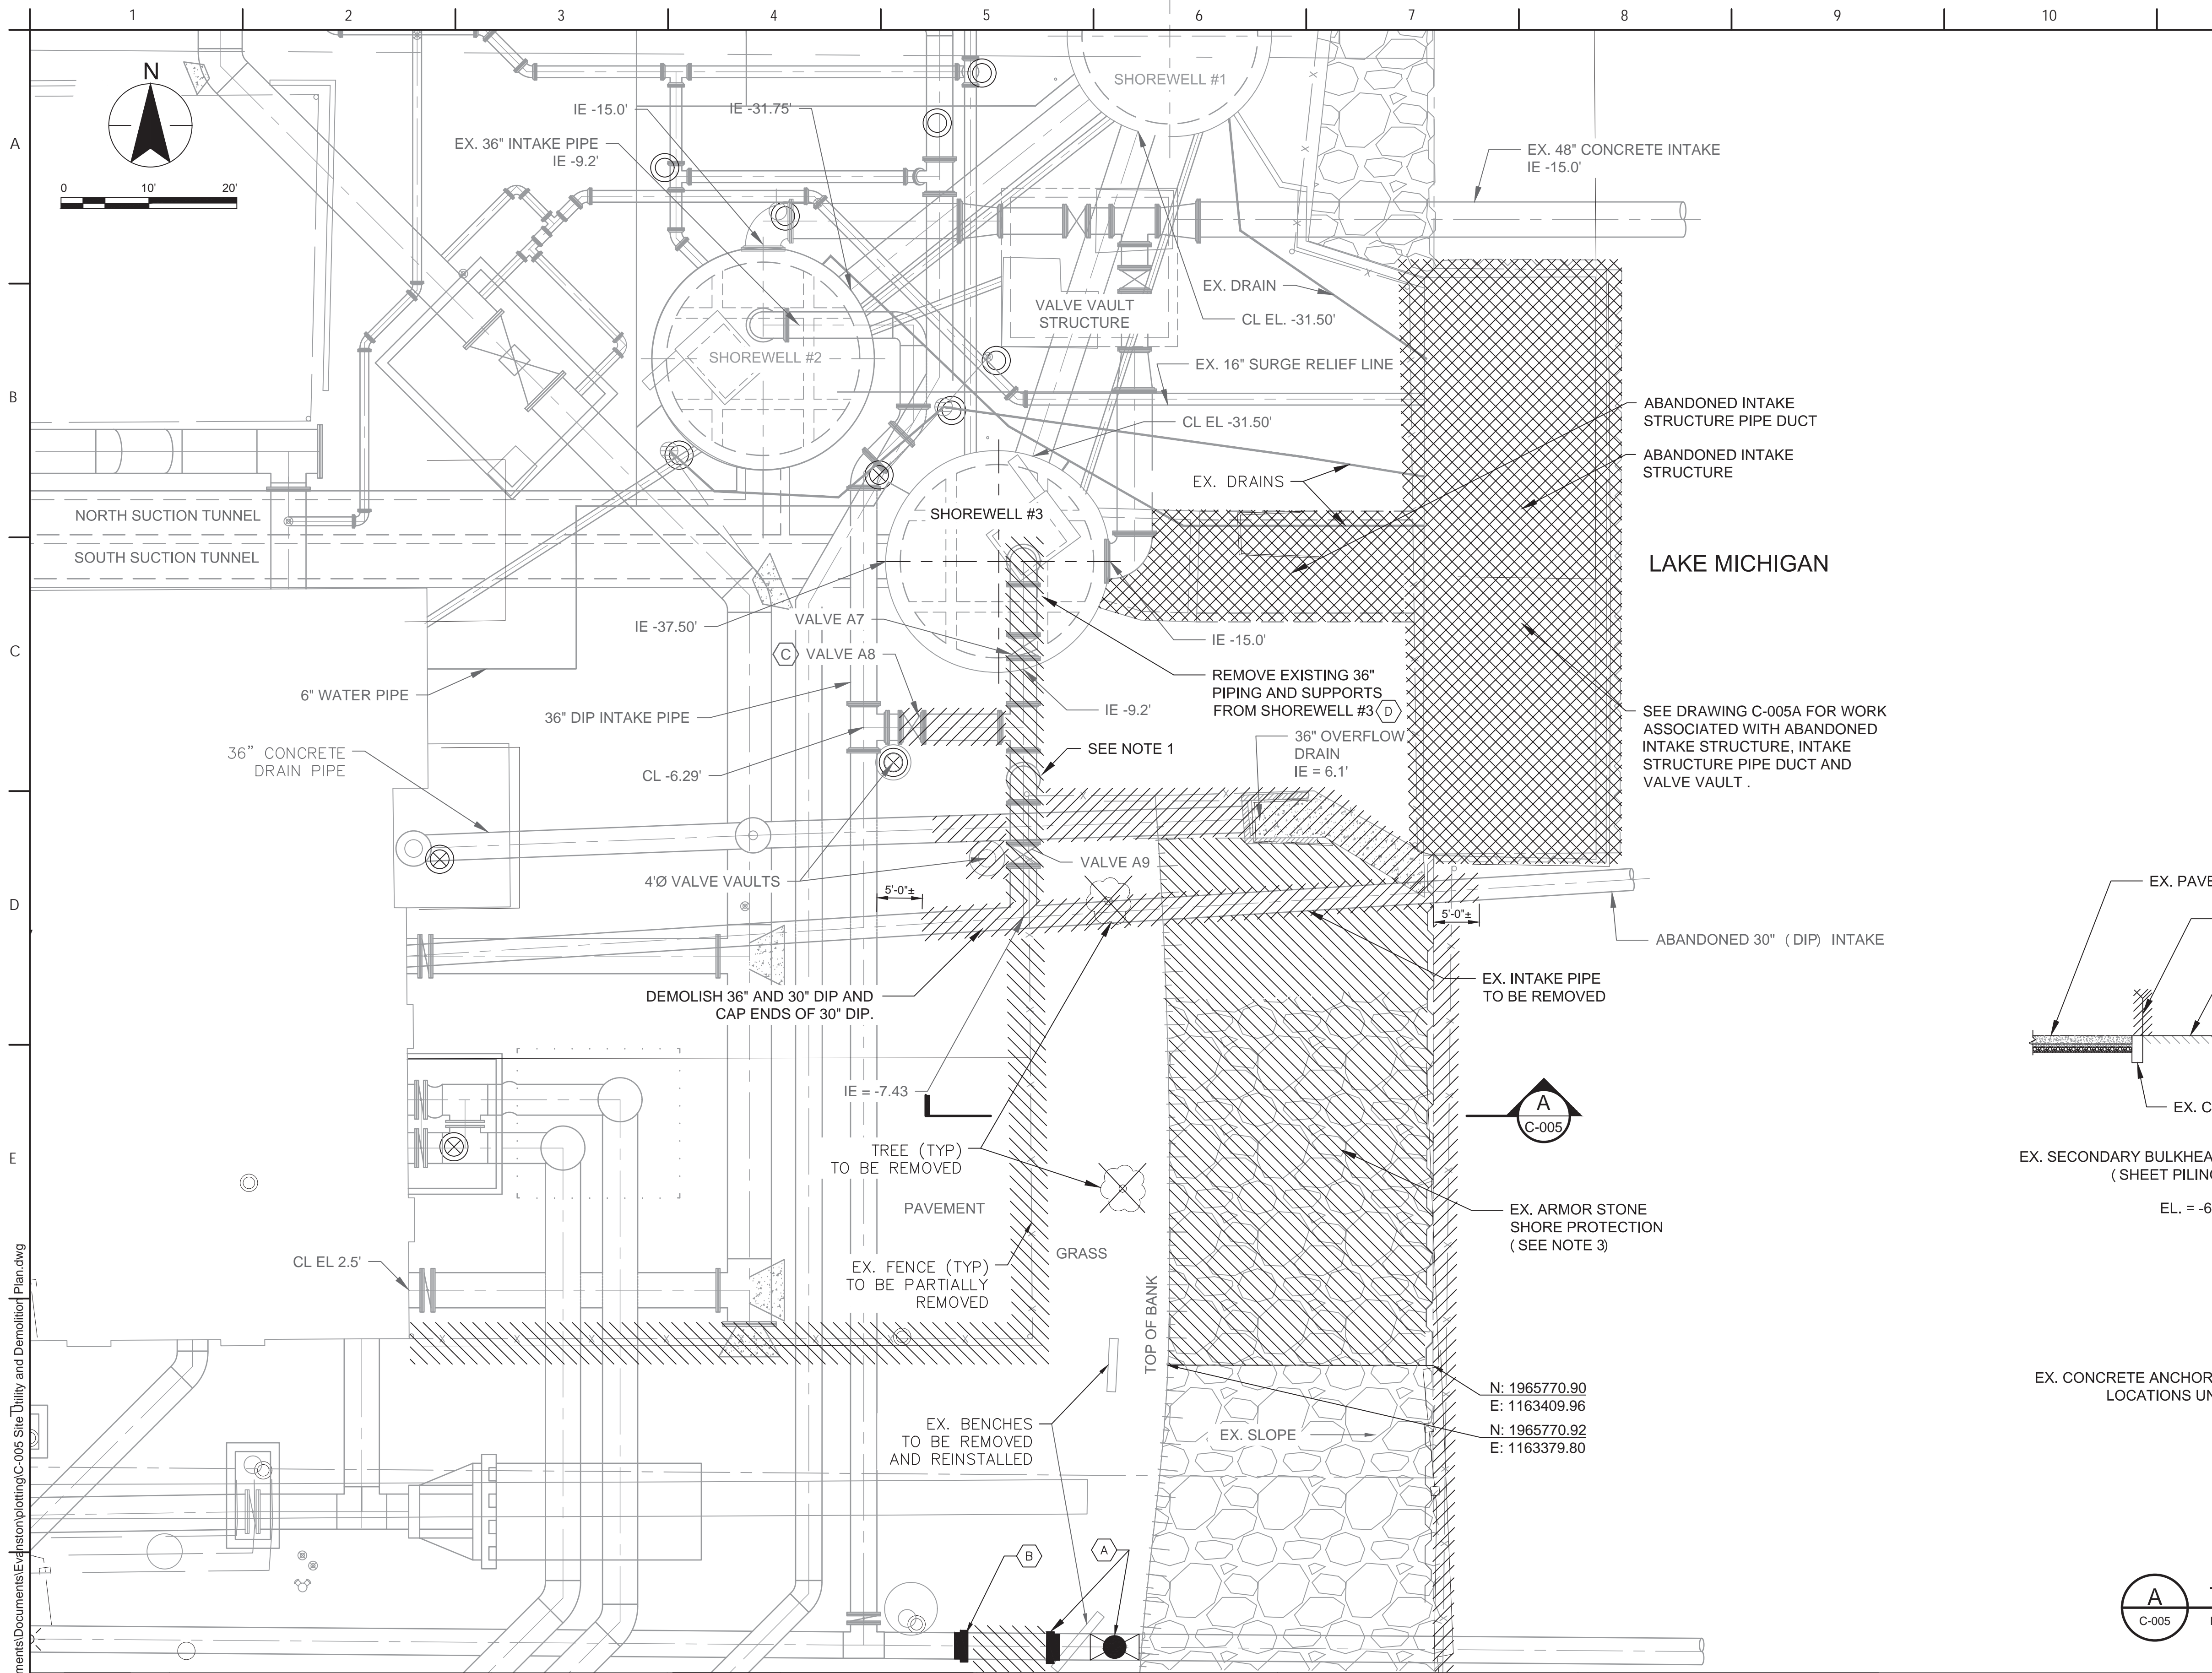 1
2
3
4
5
6
7
8
9
10
A
B
C
D
E
F
N
0 10' 20'
SHOREWELL #1
IE -15.0'
IE -31.75'
EX. 36" INTAKE PIPE
IE -9.2'
EX. 48" CONCRETE INTAKE
IE -15.0'
EX. DRAIN
VALVE VAULT
STRUCTURE
CL EL. -31.50'
SHOREWELL #2
EX. 16" SURGE RELIEF LINE
CL EL -31.50'
ABANDONED INTAKE
STRUCTURE PIPE DUCT
ABANDONED INTAKE
STRUCTURE
EX. DRAINS
NORTH SUCTION TUNNEL
SHOREWELL #3
SOUTH SUCTION TUNNEL
LAKE MICHIGAN
IE -37.50'
VALVE A7
C VALVE A8
IE -15.0'
6" WATER PIPE
36" DIP INTAKE PIPE
REMOVE EXISTING 36"
PIPING AND SUPPORTS
FROM SHOREWELL #3 D
IE -9.2'
SEE DRAWING C-005A FOR WORK
ASSOCIATED WITH ABANDONED
INTAKE STRUCTURE, INTAKE
STRUCTURE PIPE DUCT AND
VALVE VAULT .
36" CONCRETE
DRAIN PIPE
CL -6.29'
SEE NOTE 1
36" OVERFLOW
DRAIN
IE = 6.1'
VALVE A9
4'Ø VALVE VAULTS
5'-0"±
5'-0"±
EX. PAVE
ABANDONED 30" ( DIP) INTAKE
DEMOLISH 36" AND 30" DIP AND
CAP ENDS OF 30" DIP.
EX. INTAKE PIPE
TO BE REMOVED
IE = -7.43
A
C-005
EX. C
TREE (TYP)
TO BE REMOVED
EX. SECONDARY BULKHEA
( SHEET PILING
EL. = -6
PAVEMENT
EX. ARMOR STONE
SHORE PROTECTION
( SEE NOTE 3)
GRASS
CL EL 2.5'
EX. FENCE (TYP)
TO BE PARTIALLY
REMOVED
TOP OF BANK
EX. CONCRETE ANCHOR
LOCATIONS UN
N: 1965770.90
E: 1163409.96
N: 1965770.92
E: 1163379.80
EX. BENCHES
TO BE REMOVED
AND REINSTALLED
EX. SLOPE
B
A
A
C-005
ments\Documents\Evanston\plotting\C-005 Site Utility and Demolition Plan.dwg